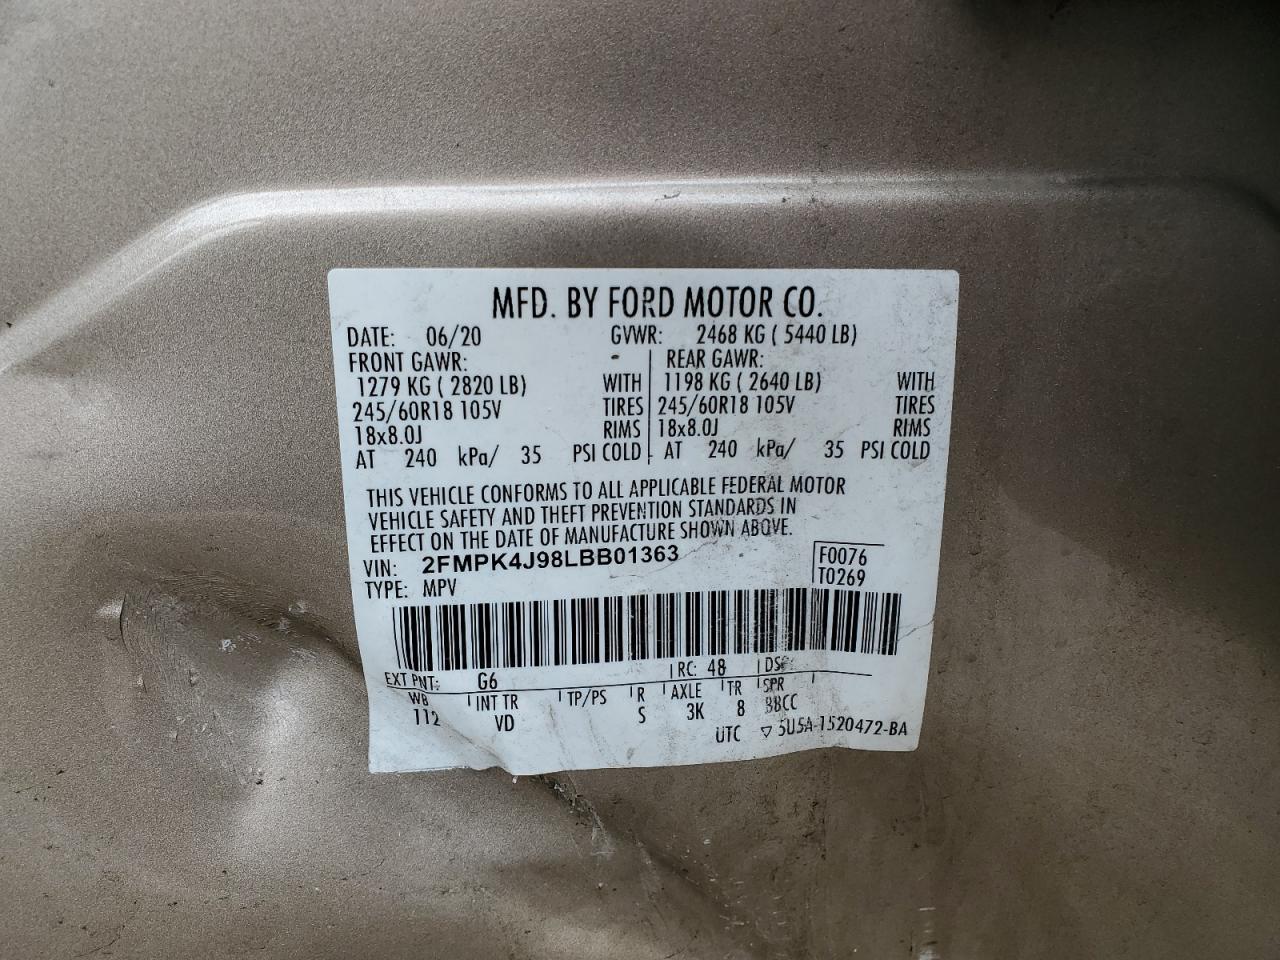 MFD. BY FORD MOTOR CO.
DATE: 06/20 GVWR: 2468 KG ( 5440 LB)
FRONT GAWR: REAR GAWR:
1279 KG ( 2820 LB) WITH 1198 KG ( 2640 LB) WITH
245/60R18 105V TIRES 245/60R18 105V TIRES
18x8.0J RIMS 18x8.0J RIMS
AT 240 kPa/ 35 PSI COLD AT 240 kPa/ 35 PSI COLD
THIS VEHICLE CONFORMS TO ALL APPLICABLE FEDERAL MOTOR
VEHICLE SAFETY AND THEFT PREVENTION STANDARDS IN
EFFECT ON THE DATE OF MANUFACTURE SHOWN ABOVE.
VIN: 2FMPK4J98LBB01363 F0076
TYPE: MPV T0269
EXT PNT: G6 RC: 48 DSO:
WB INT TR TP/PS R AXLE TR SPR
112 VD S 3K 8 BBCC
UTC ▽ 5U5A-1520472-BA